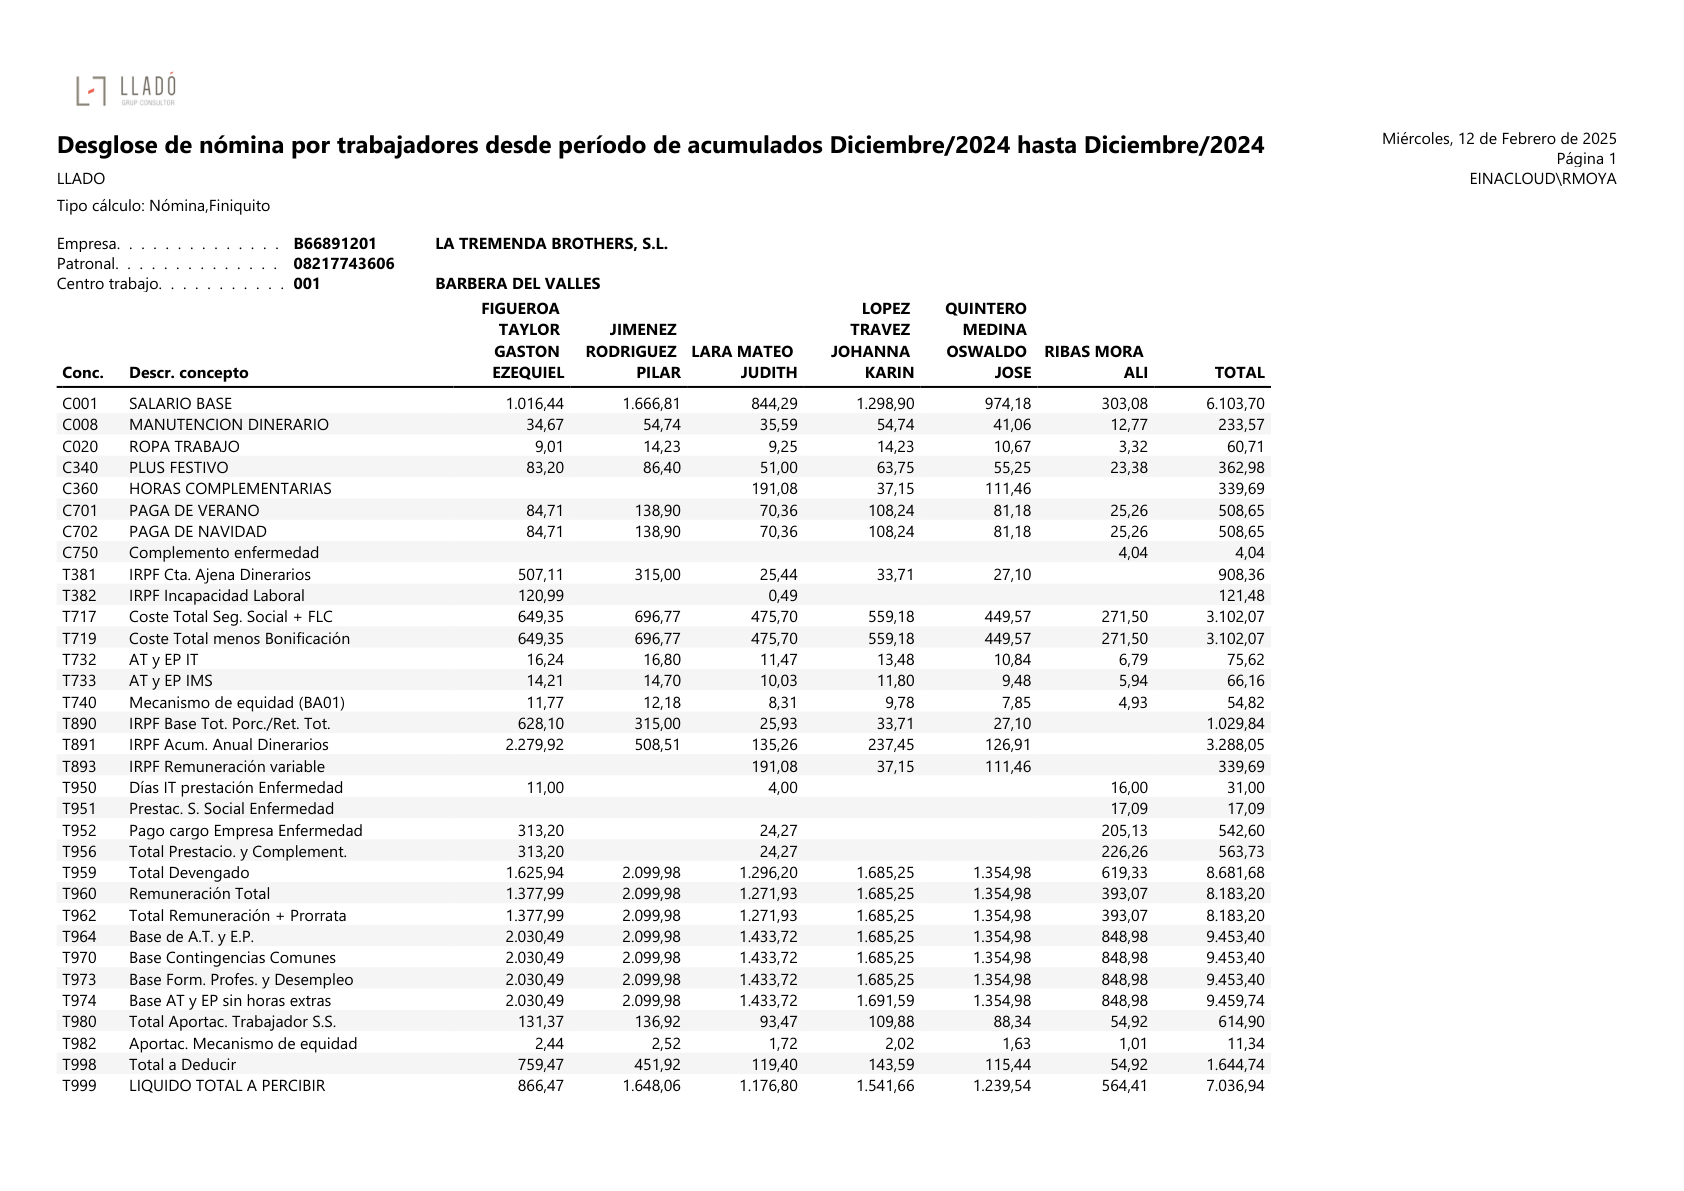 LLADÓ
GRUP CONSULTOR
Desglose de nómina por trabajadores desde período de acumulados Diciembre/2024 hasta Diciembre/2024
Miércoles, 12 de Febrero de 2025
Página 1
LLADO
EINACLOUD\RMOYA
Tipo cálculo: Nómina,Finiquito
Empresa. . . . . . . . . . . . . . B66891201 LA TREMENDA BROTHERS, S.L.
Patronal. . . . . . . . . . . . . . 08217743606
Centro trabajo. . . . . . . . . . . 001 BARBERA DEL VALLES
FIGUEROA LOPEZ QUINTERO
TAYLOR JIMENEZ TRAVEZ MEDINA
GASTON RODRIGUEZ LARA MATEO JOHANNA OSWALDO RIBAS MORA
Conc. Descr. concepto EZEQUIEL PILAR JUDITH KARIN JOSE ALI TOTAL
C001 SALARIO BASE 1.016,44 1.666,81 844,29 1.298,90 974,18 303,08 6.103,70
C008 MANUTENCION DINERARIO 34,67 54,74 35,59 54,74 41,06 12,77 233,57
C020 ROPA TRABAJO 9,01 14,23 9,25 14,23 10,67 3,32 60,71
C340 PLUS FESTIVO 83,20 86,40 51,00 63,75 55,25 23,38 362,98
C360 HORAS COMPLEMENTARIAS 191,08 37,15 111,46 339,69
C701 PAGA DE VERANO 84,71 138,90 70,36 108,24 81,18 25,26 508,65
C702 PAGA DE NAVIDAD 84,71 138,90 70,36 108,24 81,18 25,26 508,65
C750 Complemento enfermedad 4,04 4,04
T381 IRPF Cta. Ajena Dinerarios 507,11 315,00 25,44 33,71 27,10 908,36
T382 IRPF Incapacidad Laboral 120,99 0,49 121,48
T717 Coste Total Seg. Social + FLC 649,35 696,77 475,70 559,18 449,57 271,50 3.102,07
T719 Coste Total menos Bonificación 649,35 696,77 475,70 559,18 449,57 271,50 3.102,07
T732 AT y EP IT 16,24 16,80 11,47 13,48 10,84 6,79 75,62
T733 AT y EP IMS 14,21 14,70 10,03 11,80 9,48 5,94 66,16
T740 Mecanismo de equidad (BA01) 11,77 12,18 8,31 9,78 7,85 4,93 54,82
T890 IRPF Base Tot. Porc./Ret. Tot. 628,10 315,00 25,93 33,71 27,10 1.029,84
T891 IRPF Acum. Anual Dinerarios 2.279,92 508,51 135,26 237,45 126,91 3.288,05
T893 IRPF Remuneración variable 191,08 37,15 111,46 339,69
T950 Días IT prestación Enfermedad 11,00 4,00 16,00 31,00
T951 Prestac. S. Social Enfermedad 17,09 17,09
T952 Pago cargo Empresa Enfermedad 313,20 24,27 205,13 542,60
T956 Total Prestacio. y Complement. 313,20 24,27 226,26 563,73
T959 Total Devengado 1.625,94 2.099,98 1.296,20 1.685,25 1.354,98 619,33 8.681,68
T960 Remuneración Total 1.377,99 2.099,98 1.271,93 1.685,25 1.354,98 393,07 8.183,20
T962 Total Remuneración + Prorrata 1.377,99 2.099,98 1.271,93 1.685,25 1.354,98 393,07 8.183,20
T964 Base de A.T. y E.P. 2.030,49 2.099,98 1.433,72 1.685,25 1.354,98 848,98 9.453,40
T970 Base Contingencias Comunes 2.030,49 2.099,98 1.433,72 1.685,25 1.354,98 848,98 9.453,40
T973 Base Form. Profes. y Desempleo 2.030,49 2.099,98 1.433,72 1.685,25 1.354,98 848,98 9.453,40
T974 Base AT y EP sin horas extras 2.030,49 2.099,98 1.433,72 1.691,59 1.354,98 848,98 9.459,74
T980 Total Aportac. Trabajador S.S. 131,37 136,92 93,47 109,88 88,34 54,92 614,90
T982 Aportac. Mecanismo de equidad 2,44 2,52 1,72 2,02 1,63 1,01 11,34
T998 Total a Deducir 759,47 451,92 119,40 143,59 115,44 54,92 1.644,74
T999 LIQUIDO TOTAL A PERCIBIR 866,47 1.648,06 1.176,80 1.541,66 1.239,54 564,41 7.036,94